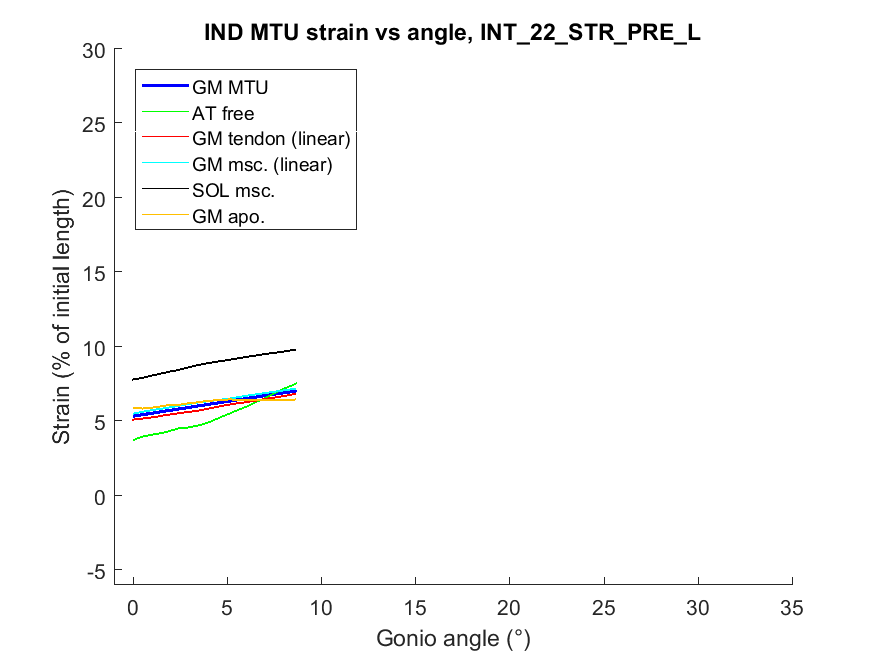 IND MTU strain vs angle, INT_22_STR_PRE_L
30
25
20
15
10
5
0
-5
Strain (% of initial length)
GM MTU
AT free
GM tendon (linear)
GM msc. (linear)
SOL msc.
GM apo.
0 5 10 15 20 25 30 35
Gonio angle (°)